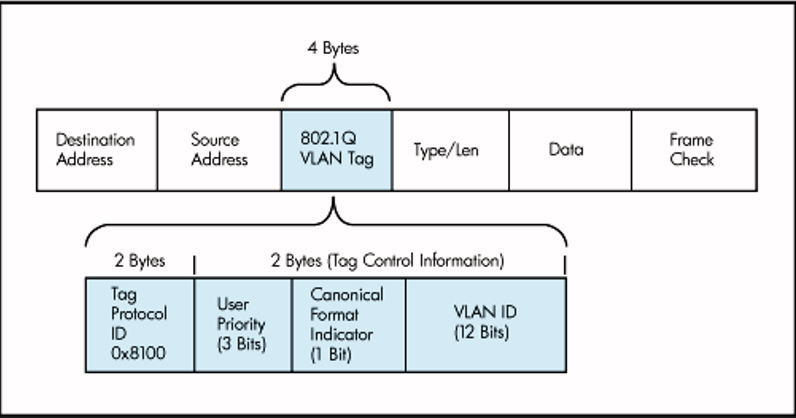 4 Bytes
Destination
Address
Source
Address
802.1Q
VLAN Tag
Type/Len
Data
Frame
Check
2 Bytes
2 Bytes (Tag Control Information)
Tag
Protocol
ID
0x8100
User
Priority
(3 Bits)
Canonical
Format
Indicator
(1 Bit)
VLAN ID
(12 Bits)